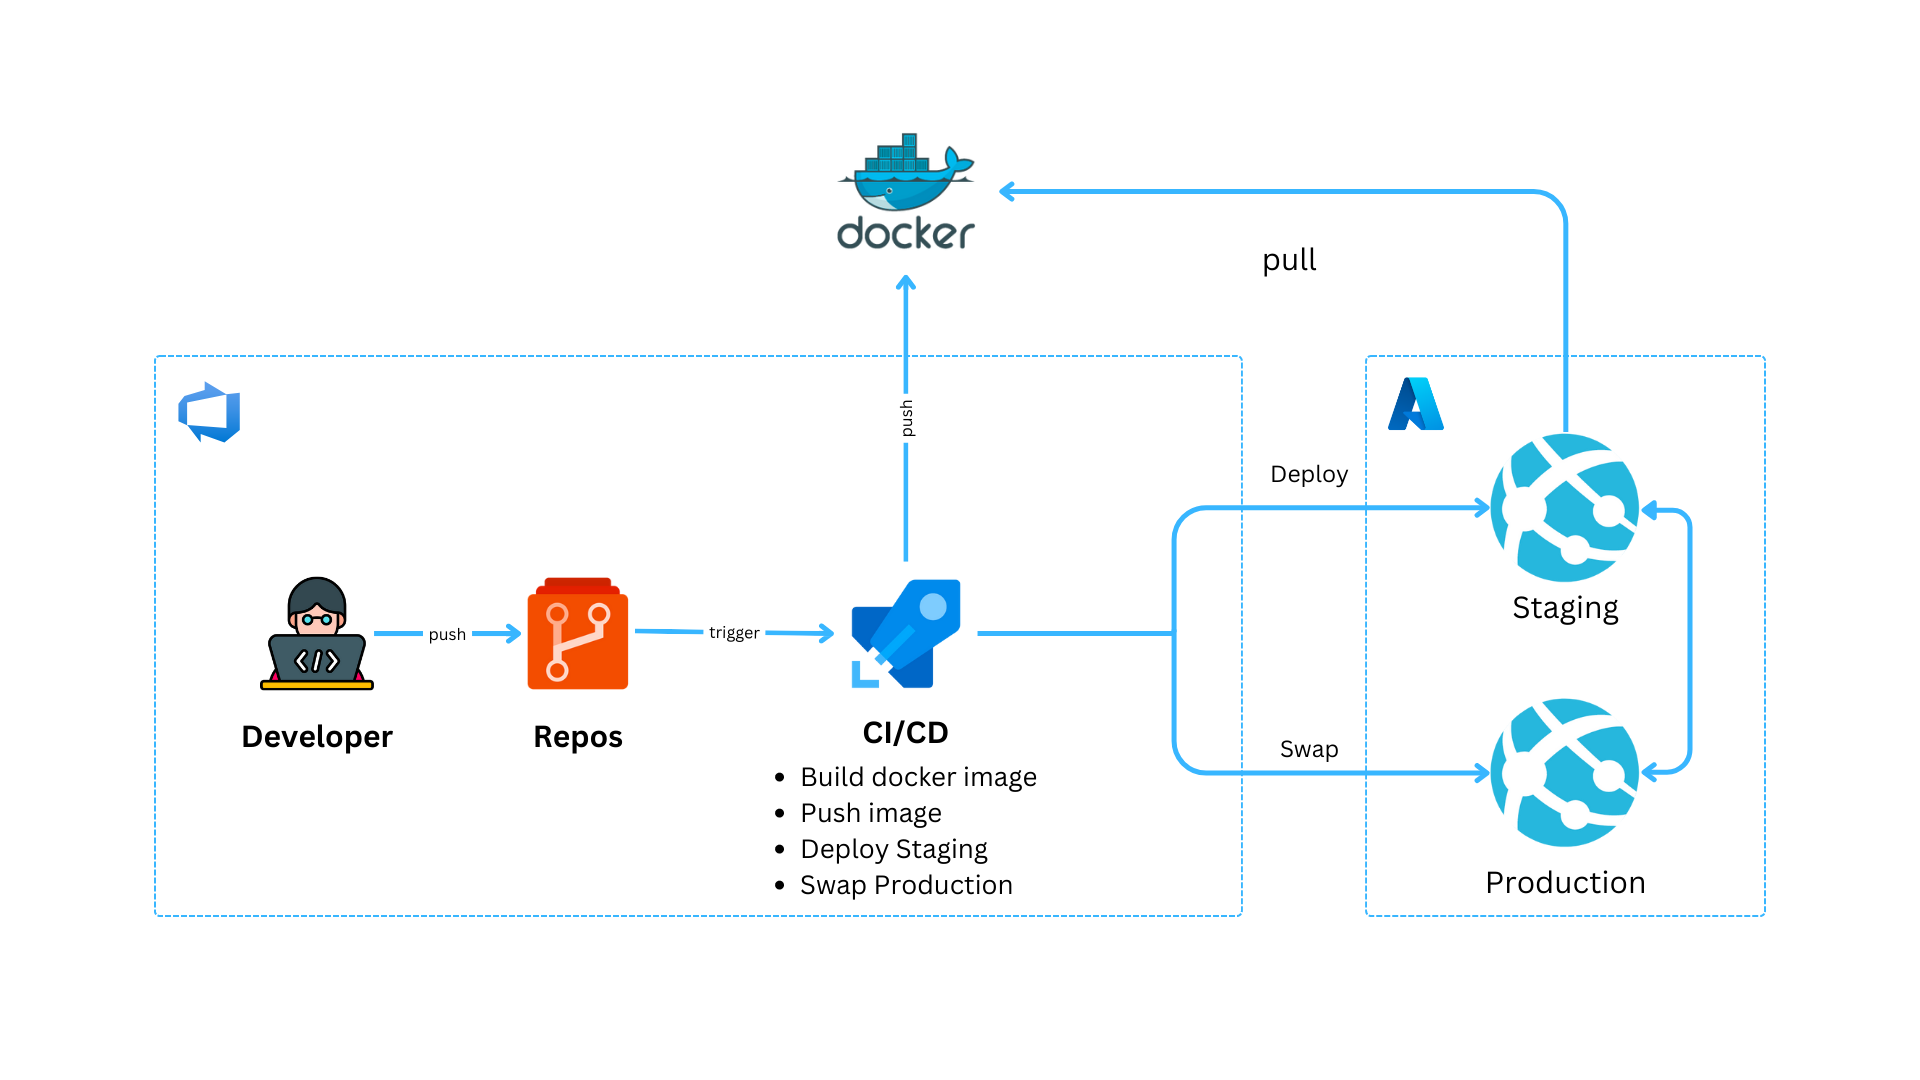 docker
pull
push
Deploy
Staging
push
trigger
</>
Developer
Repos
CI/CD
• Build docker image
• Push image
• Deploy Staging
• Swap Production
Swap
Production